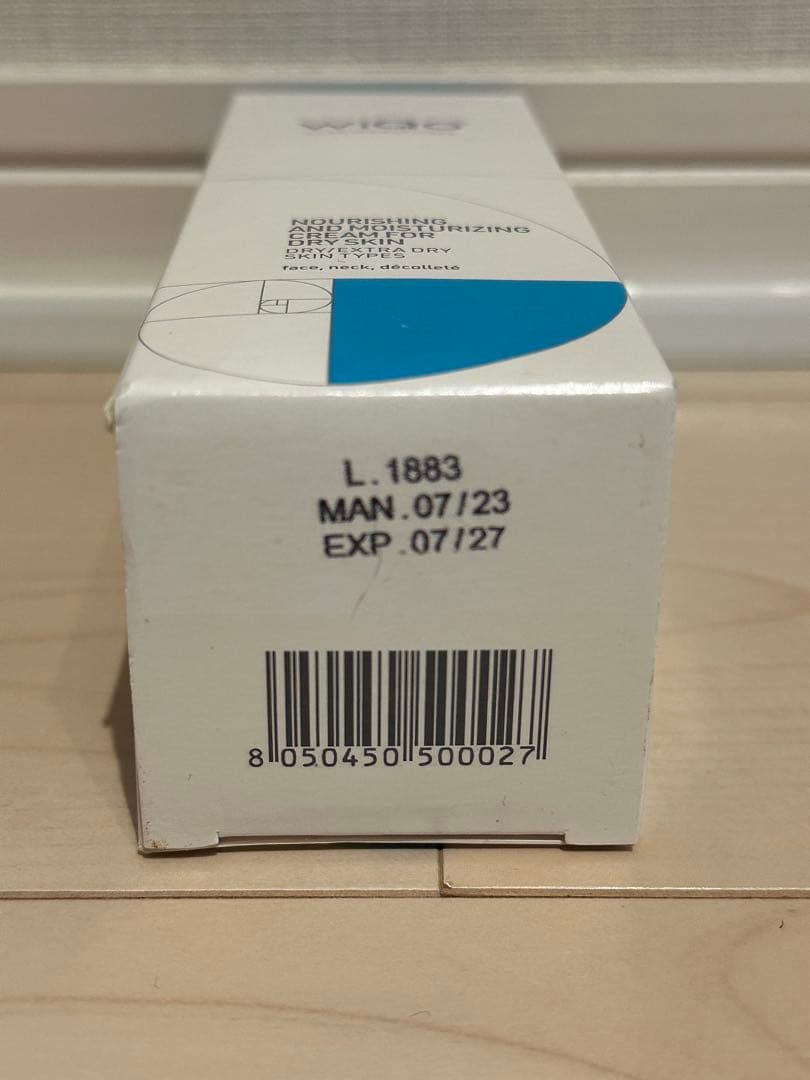 NOURISHING
AND MOISTURIZING
CREAM FOR
DRY SKIN
DRY/EXTRA DRY
SKIN TYPES
face, neck, décolleté
L.1883
MAN.07/23
EXP.07/27
8 050450 500027